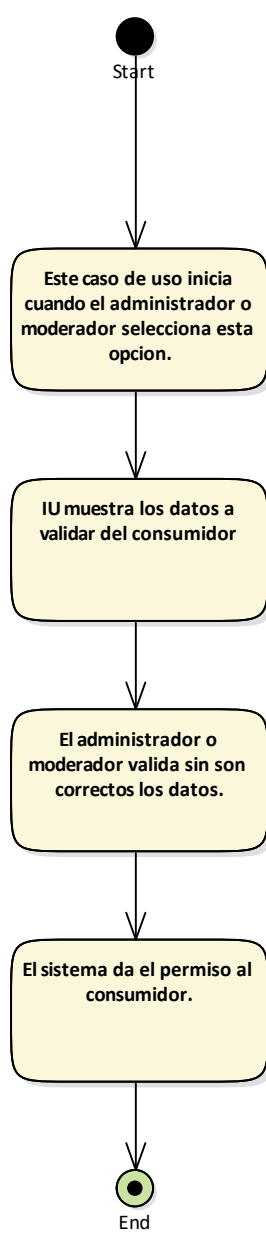 Start
Este caso de uso inicia
cuando el administrador o
moderador selecciona esta
opcion.
IU muestra los datos a
validar del consumidor
El administrador o
moderador valida sin son
correctos los datos.
El sistema da el permiso al
consumidor.
End